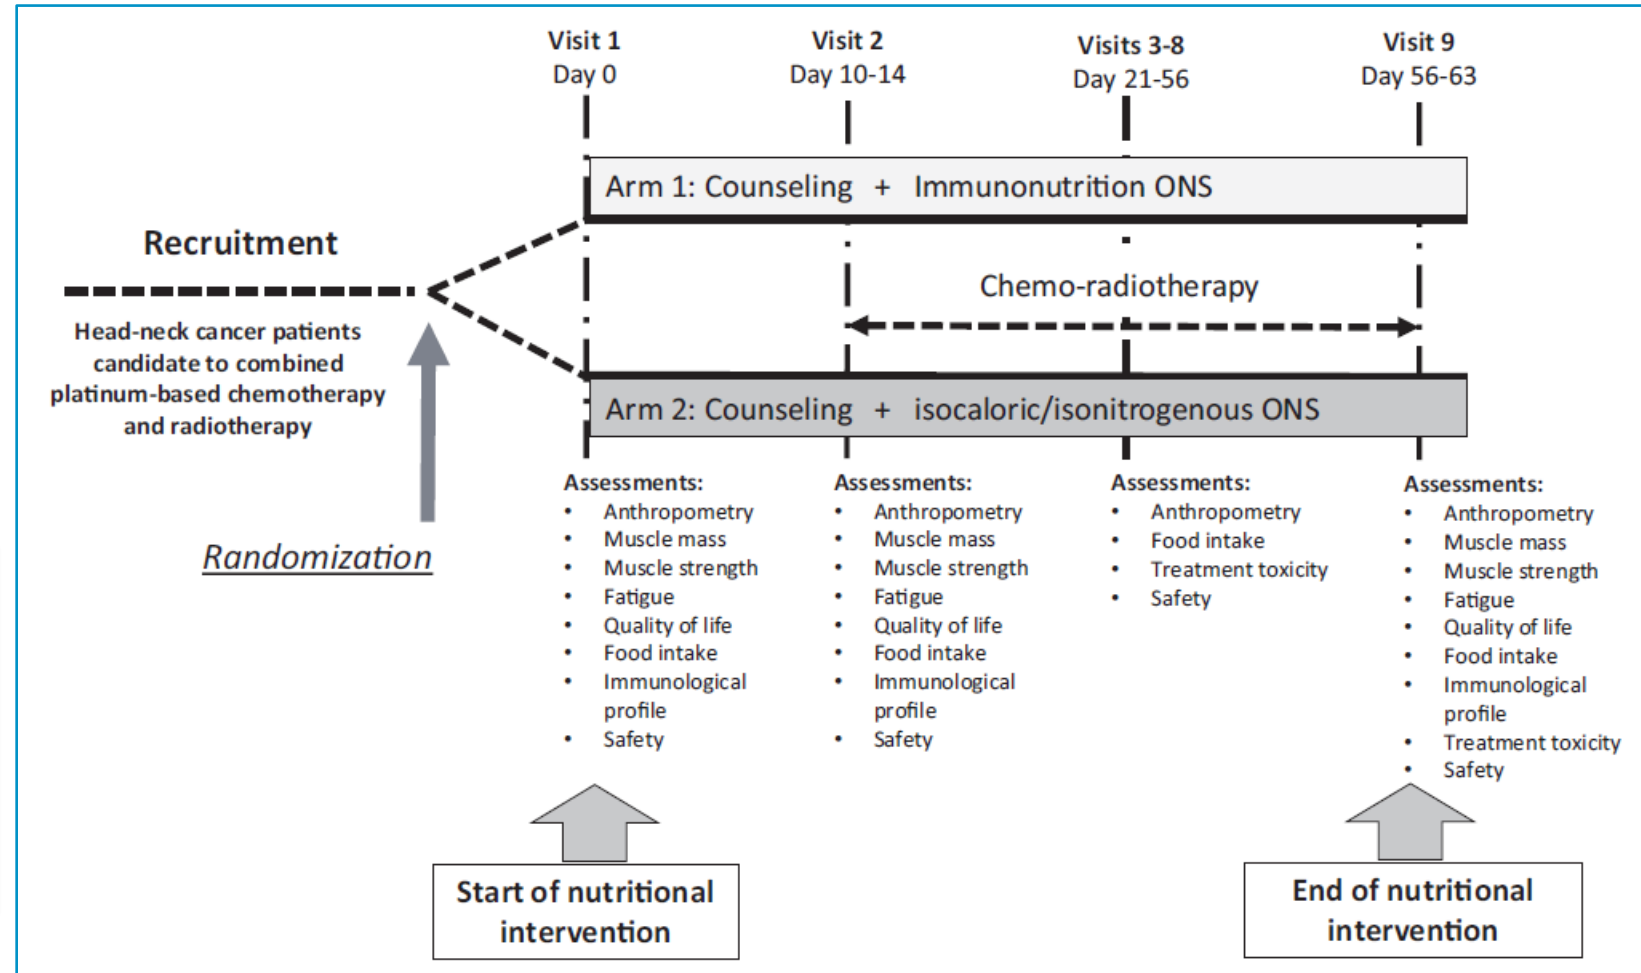 Visit 1
Day 0
Visit 2
Day 10-14
Visits 3-8
Day 21-56
Visit 9
Day 56-63
Arm 1: Counseling + Immunonutrition ONS
Recruitment
Head-neck cancer patients
candidate to combined
platinum-based chemotherapy
and radiotherapy
Randomization
Chemo-radiotherapy
Arm 2: Counseling + isocaloric/isonitrogenous ONS
Assessments:
• Anthropometry
• Muscle mass
• Muscle strength
• Fatigue
• Quality of life
• Food intake
• Immunological
profile
• Safety
Assessments:
• Anthropometry
• Muscle mass
• Muscle strength
• Fatigue
• Quality of life
• Food intake
• Immunological
profile
• Safety
Assessments:
• Anthropometry
• Food intake
• Treatment toxicity
• Safety
Assessments:
• Anthropometry
• Muscle mass
• Muscle strength
• Fatigue
• Quality of life
• Food intake
• Immunological
profile
• Treatment toxicity
• Safety
Start of nutritional
intervention
End of nutritional
intervention